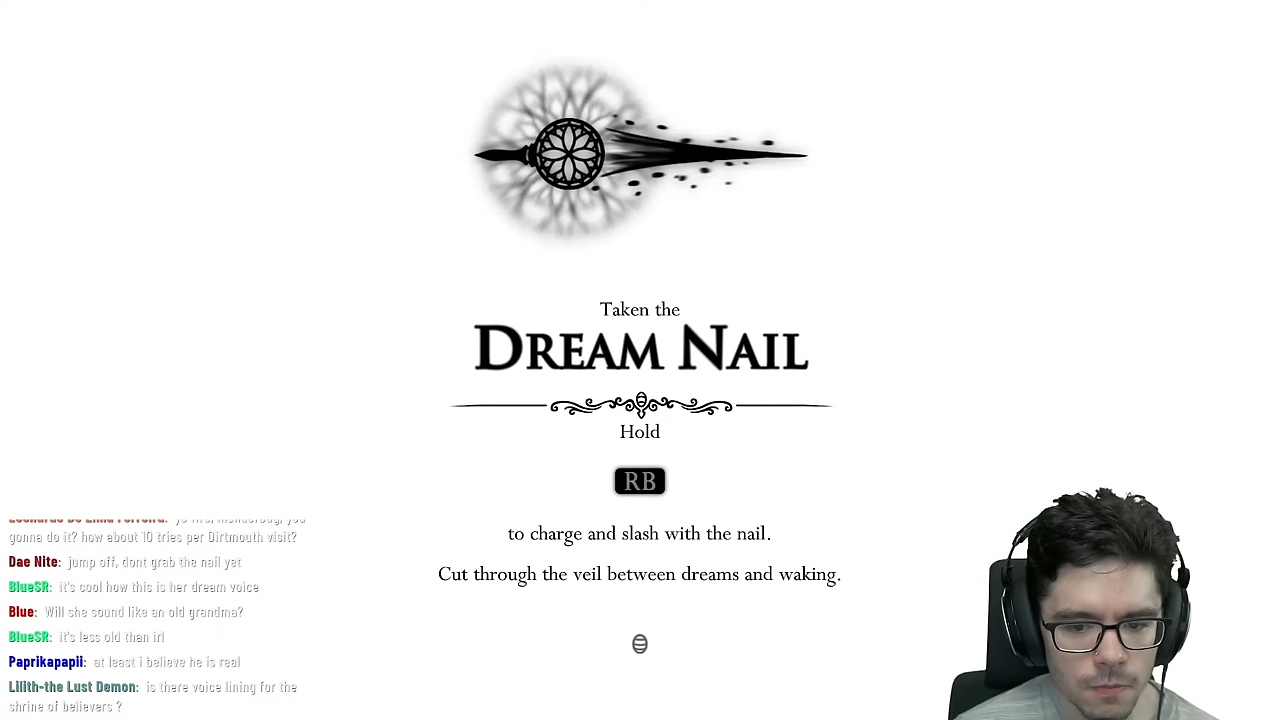 Taken the
DREAM NAIL
Hold
RB
to charge and slash with the nail.
Cut through the veil between dreams and waking.
gonna do it? how about 10 tries per Dirtmouth visit?
Dae Nite: jump off, dont grab the nail yet
BlueSR: it's cool how this is her dream voice
Blue: Will she sound like an old grandma?
BlueSR: it's less old than irl
Paprikapapii: at least i believe he is real
Lilith-the Lust Demon: is there voice lining for the
shrine of believers ?